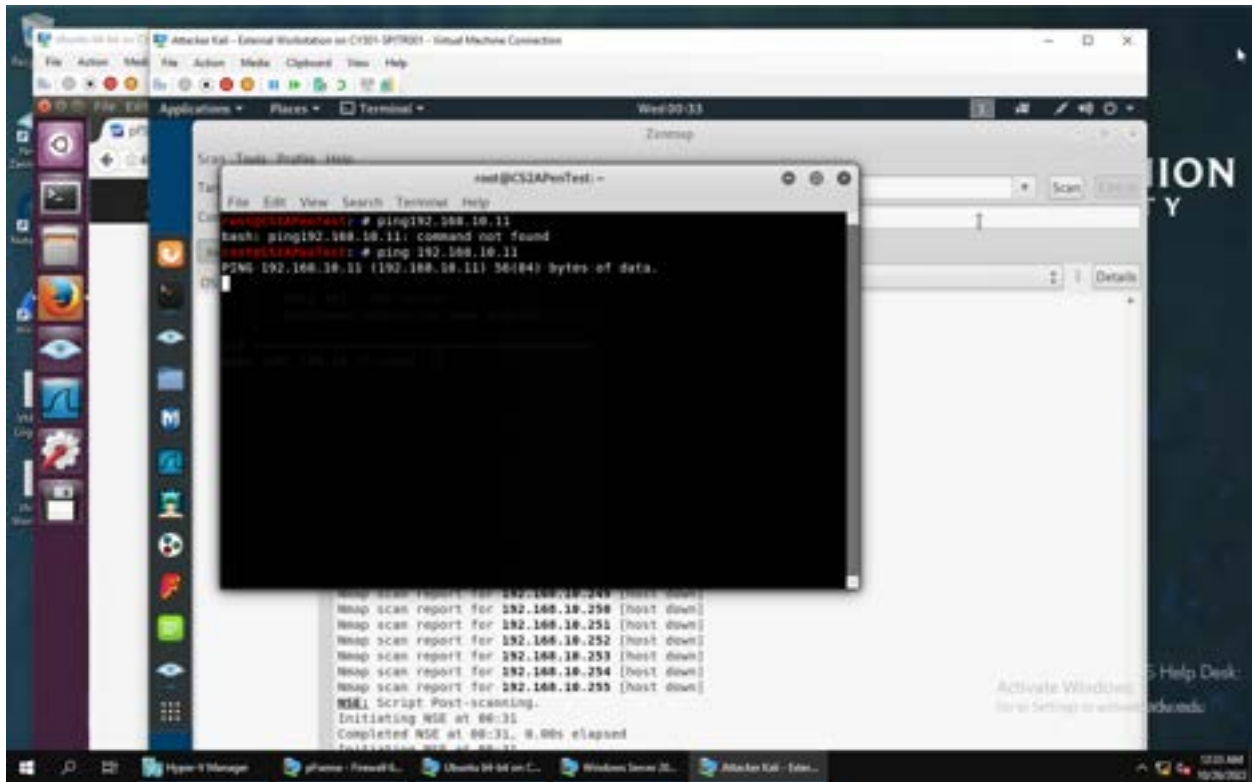 Attacker Kali - External Workstation on CY301-SPITR001 - Virtual Machine Connection
File Action Media Clipboard View Help
Applications Places Terminal Wed 00:33
Zenmap
Scan Tools Profile Help
Scan
Details
root@CS2APenTest: ~
File Edit View Search Terminal Help
root@CS2APenTest:~# ping192.168.10.11
bash: ping192.168.10.11: command not found
root@CS2APenTest:~# ping 192.168.10.11
PING 192.168.10.11 (192.168.10.11) 56(84) bytes of data.
Nmap scan report for 192.168.10.249 [host down]
Nmap scan report for 192.168.10.250 [host down]
Nmap scan report for 192.168.10.251 [host down]
Nmap scan report for 192.168.10.252 [host down]
Nmap scan report for 192.168.10.253 [host down]
Nmap scan report for 192.168.10.254 [host down]
Nmap scan report for 192.168.10.255 [host down]
NSE: Script Post-scanning.
Initiating NSE at 00:31
Completed NSE at 00:31, 0.00s elapsed
Initiating NSE at 00:31
ION
TY
Help Desk:
Activate Windows
Hyper-V Manager
Ubuntu 64-bit on C...
Windows Server 20...
Attacker Kali - Exter...